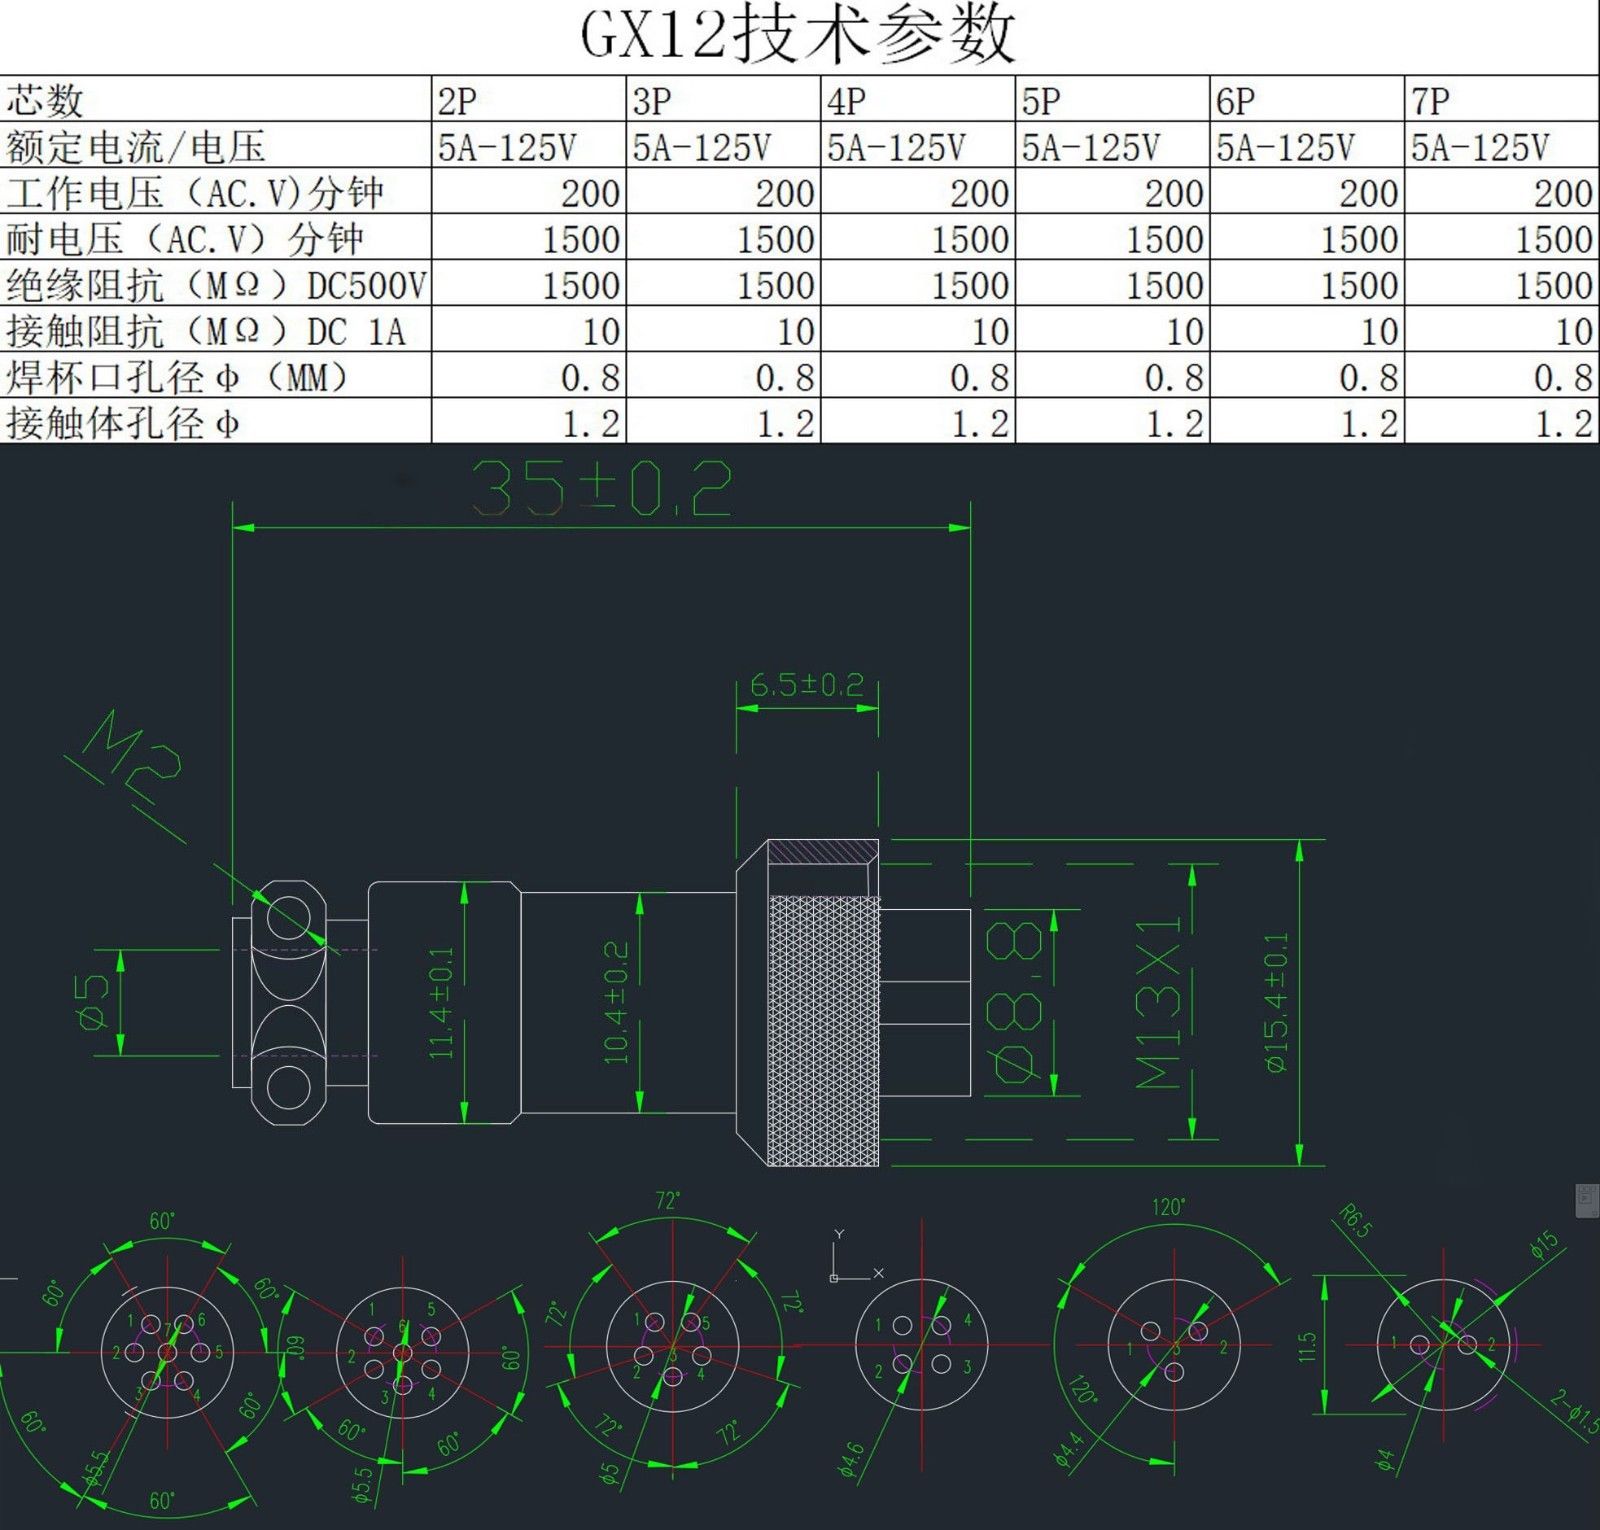 GX12技术参数
芯数 2P 3P 4P 5P 6P 7P
额定电流/电压 5A-125V 5A-125V 5A-125V 5A-125V 5A-125V 5A-125V
工作电压（AC.V)分钟 200 200 200 200 200 200
耐电压（AC.V）分钟 1500 1500 1500 1500 1500 1500
绝缘阻抗（MΩ）DC500V 1500 1500 1500 1500 1500 1500
接触阻抗（MΩ）DC 1A 10 10 10 10 10 10
焊杯口孔径φ（MM） 0.8 0.8 0.8 0.8 0.8 0.8
接触体孔径φ 1.2 1.2 1.2 1.2 1.2 1.2
35±0.2
6.5±0.2
M2
ø5
11.4±0.1
10.4±0.2
ø8.8
M13X1
ø15.4±0.1
60°
60°
60°
60°
60°
60°
1
2
3
4
5
6
7
ϕ5.5
60°
60°
60°
60°
1
2
3
4
5
6
ϕ5.5
72°
72°
72°
72°
72°
1
2
3
4
5
ϕ5
Y
X
1
2
3
4
ϕ4.6
120°
120°
1
2
3
ϕ4.4
R6.5
ϕ15
11.5
1
2
2-ϕ1.5
ϕ4